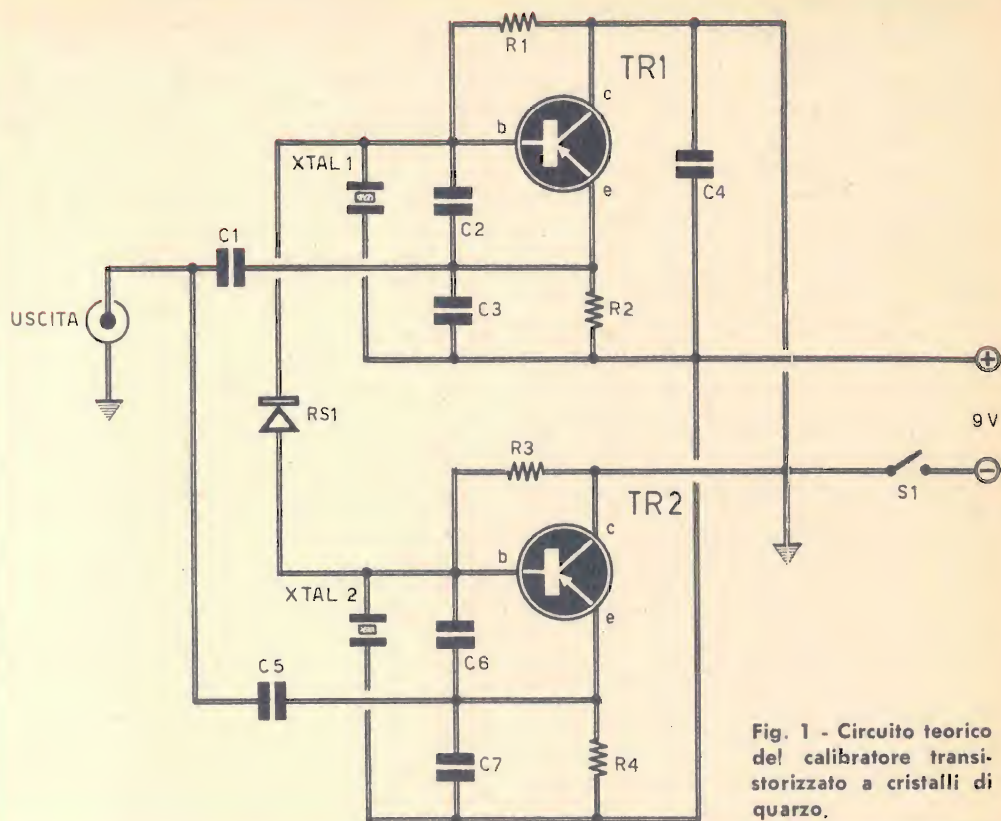 R1
TR1
c
b
e
XTAL 1
C2
C4
C1
USCITA
C3
R2
+
RS1
9 V
R3
−
S1
TR2
c
b
e
XTAL 2
C6
C5
C7
R4
Fig. 1 - Circuito teorico
del calibratore transi-
storizzato a cristalli di
quarzo.